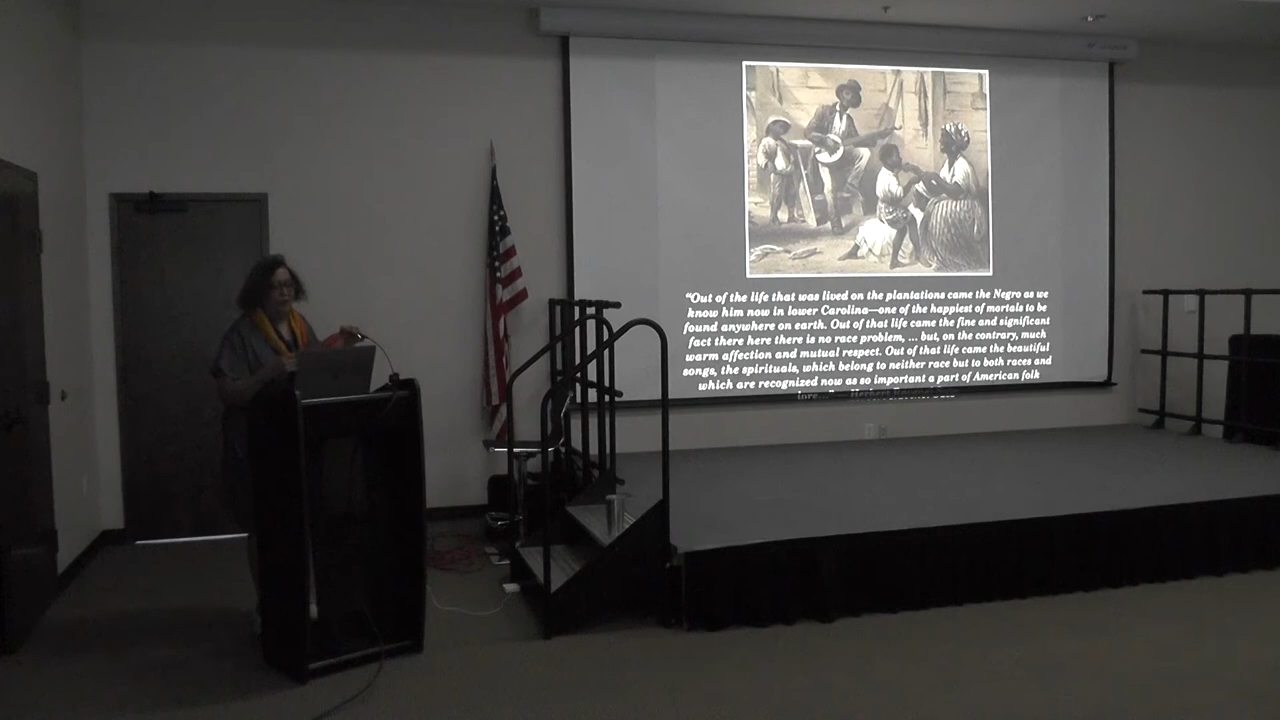 “Out of the life that was lived on the plantations came the Negro as we
know him now in lower Carolina—one of the happiest of mortals to be
found anywhere on earth. Out of that life came the fine and significant
fact there here there is no race problem, ... but, on the contrary, much
warm affection and mutual respect. Out of that life came the beautiful
songs, the spirituals, which belong to neither race but to both races and
which are recognized now as so important a part of American folk
lore..."